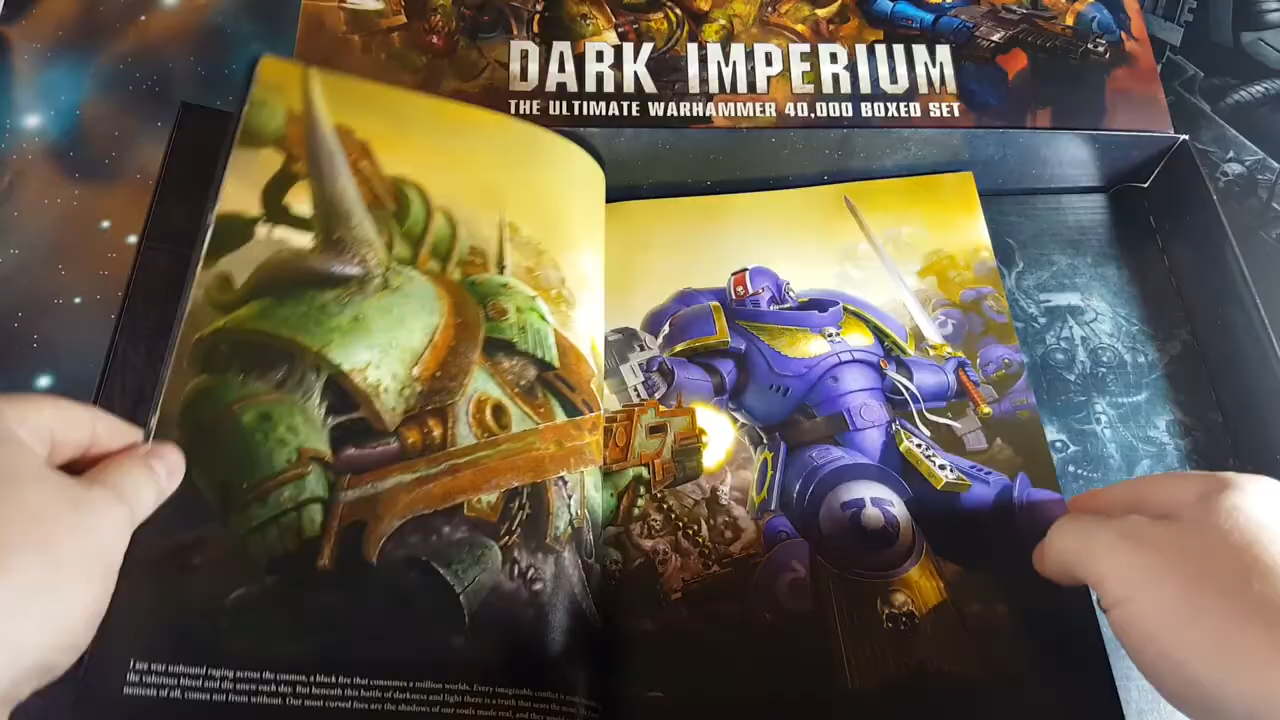 DARK IMPERIUM
THE ULTIMATE WARHAMMER 40,000 BOXED SET
I see war unbound raging across the cosmos, a black fire that consumes a million worlds. Every imaginable conflict is
the valorous bleed and die anew each day. But beneath this battle of darkness and light there is a truth that sears the
nemesis of all, comes not from without. Our most cursed foes are the shadows of our souls made real, and they